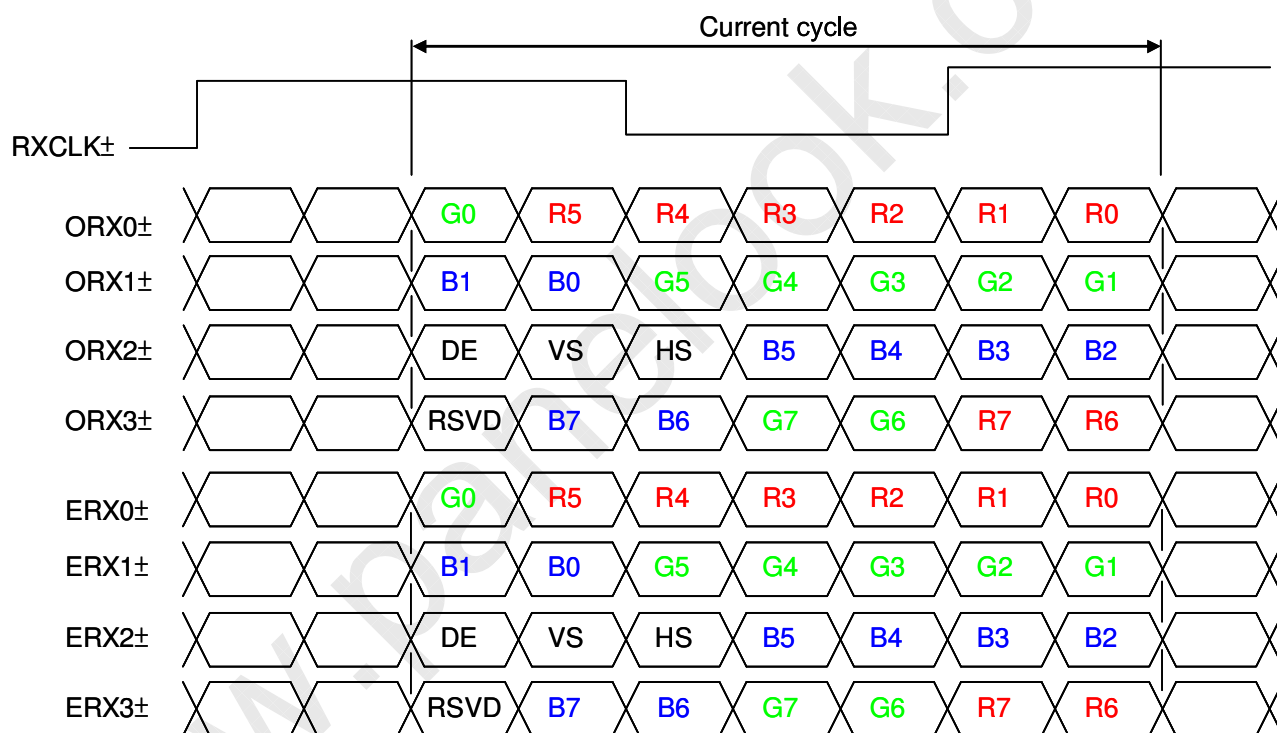 Current cycle
RXCLK±
ORX0± G0 R5 R4 R3 R2 R1 R0
ORX1± B1 B0 G5 G4 G3 G2 G1
ORX2± DE VS HS B5 B4 B3 B2
ORX3± RSVD B7 B6 G7 G6 R7 R6
ERX0± G0 R5 R4 R3 R2 R1 R0
ERX1± B1 B0 G5 G4 G3 G2 G1
ERX2± DE VS HS B5 B4 B3 B2
ERX3± RSVD B7 B6 G7 G6 R7 R6
w.panelook.c